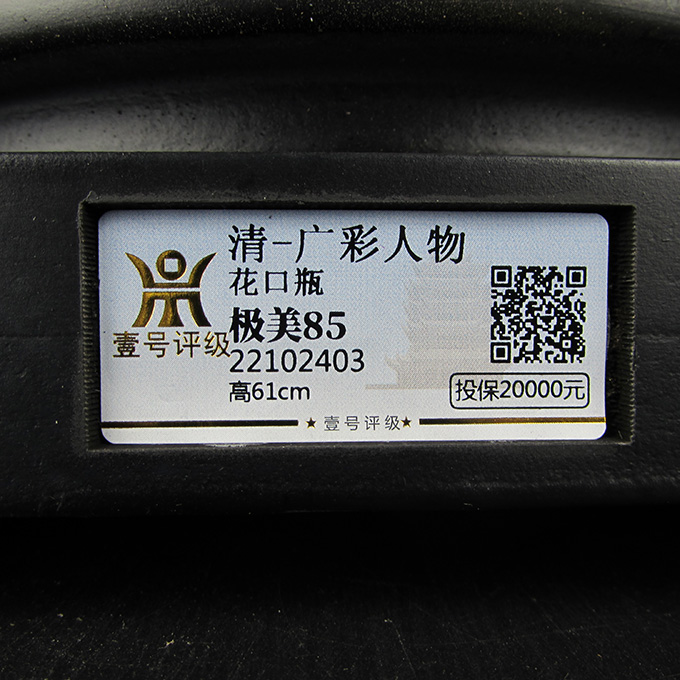 清-广彩人物
花口瓶
极美85
壹号评级
22102403
高61cm
投保20000元
★壹号评级★